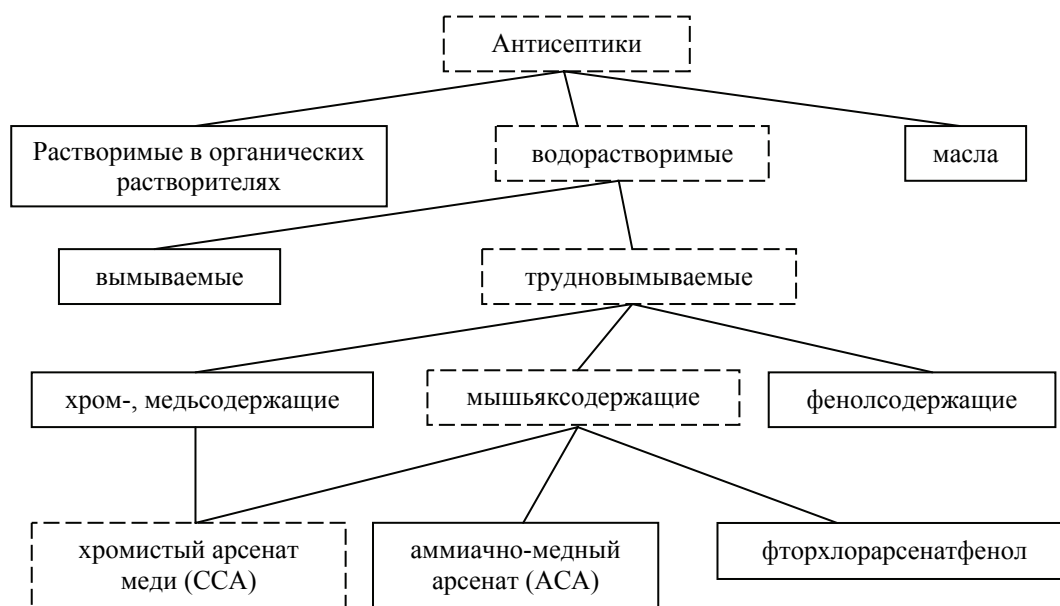 Антисептики
Растворимые в органических
растворителях
водорастворимые
масла
вымываемые
трудновымываемые
хром-, медьсодержащие
мышьяксодержащие
фенолсодержащие
хромистый арсенат
меди (ССА)
аммиачно-медный
арсенат (АСА)
фторхлорарсенатфенол